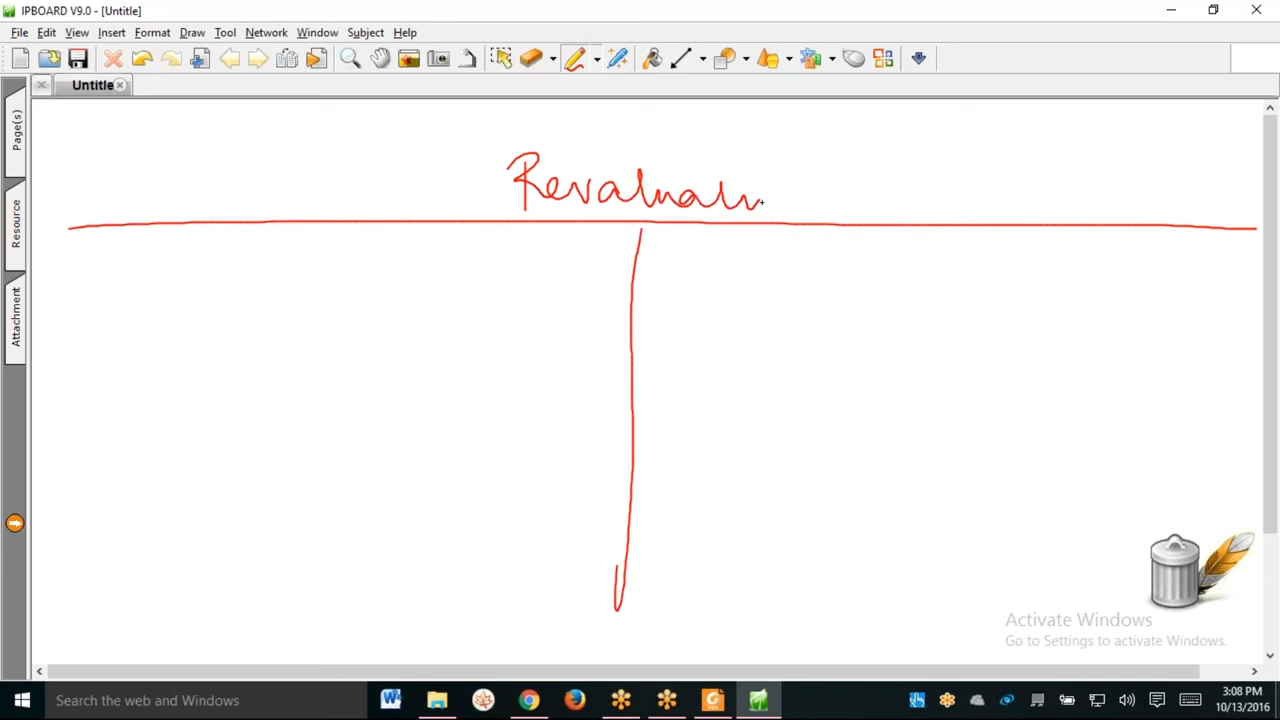 IPBOARD V9.0 - [Untitle]
File Edit View Insert Format Draw Tool Network Window Subject Help
Untitle
Page(s)
Resource
Attachment
Activate Windows
Go to Settings to activate Windows.
Search the web and Windows
3:08 PM
10/13/2016